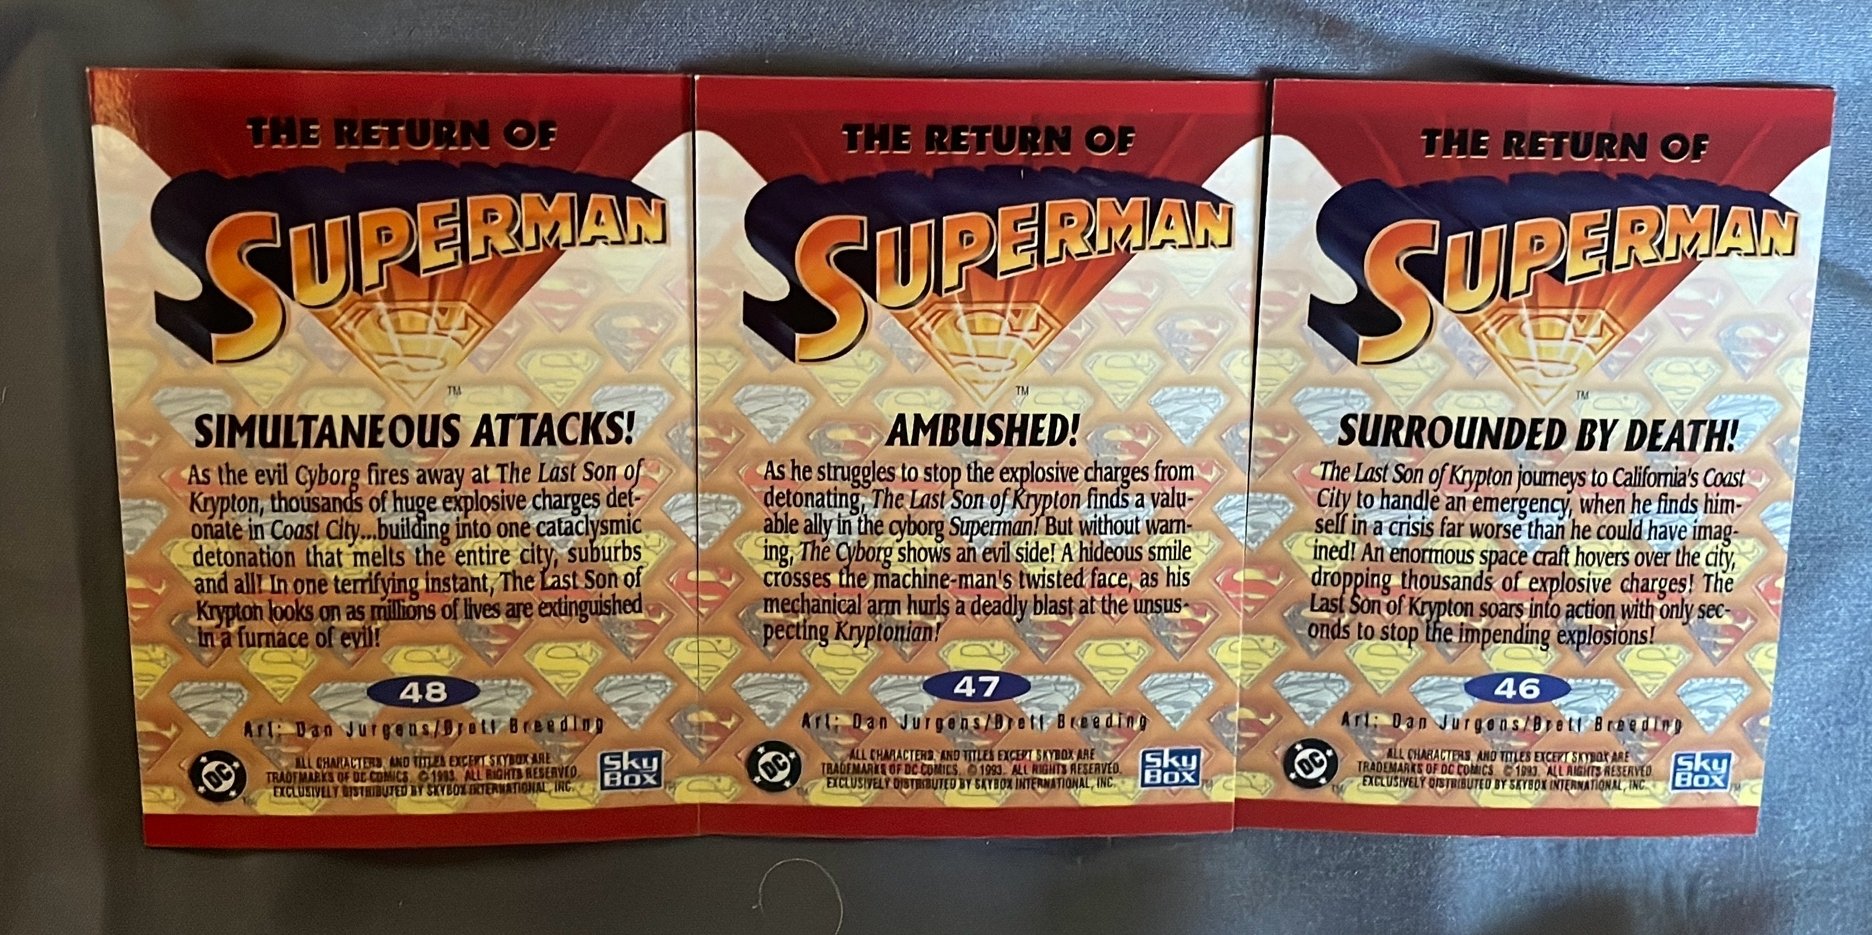 THE RETURN OF
SUPERMAN
TM
SIMULTANEOUS ATTACKS!
As the evil Cyborg fires away at The Last Son of
Krypton, thousands of huge explosive charges det-
onate in Coast City...building into one cataclysmic
detonation that melts the entire city, suburbs
and all! In one terrifying instant, The Last Son of
Krypton looks on as millions of lives are extinguished
in a furnace of evil!
48
Art: Dan Jurgens/Brett Breeding
DC
ALL CHARACTERS AND TITLES EXCEPT SKYBOX ARE
TRADEMARKS OF DC COMICS. © 1993. ALL RIGHTS RESERVED.
EXCLUSIVELY DISTRIBUTED BY SKYBOX INTERNATIONAL, INC.
SkyBox
THE RETURN OF
SUPERMAN
TM
AMBUSHED!
As he struggles to stop the explosive charges from
detonating, The Last Son of Krypton finds a valu-
able ally in the cyborg Superman! But without warn-
ing, The Cyborg shows an evil side! A hideous smile
crosses the machine-man's twisted face, as his
mechanical arm hurls a deadly blast at the unsus-
pecting Kryptonian!
47
Art: Dan Jurgens/Brett Breeding
DC
ALL CHARACTERS AND TITLES EXCEPT SKYBOX ARE
TRADEMARKS OF DC COMICS. © 1993. ALL RIGHTS RESERVED.
EXCLUSIVELY DISTRIBUTED BY SKYBOX INTERNATIONAL, INC.
SkyBox
THE RETURN OF
SUPERMAN
TM
SURROUNDED BY DEATH!
The Last Son of Krypton journeys to California's Coast
City to handle an emergency, when he finds him-
self in a crisis far worse than he could have imag-
ined! An enormous space craft hovers over the city,
dropping thousands of explosive charges! The
Last Son of Krypton soars into action with only sec-
onds to stop the impending explosions!
46
Art: Dan Jurgens/Brett Breeding
DC
ALL CHARACTERS AND TITLES EXCEPT SKYBOX ARE
TRADEMARKS OF DC COMICS. © 1993. ALL RIGHTS RESERVED.
EXCLUSIVELY DISTRIBUTED BY SKYBOX INTERNATIONAL, INC.
SkyBox